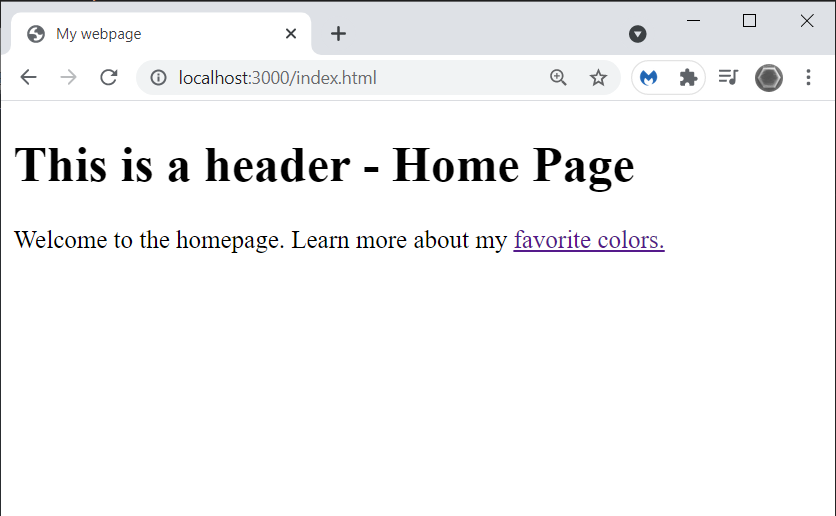 My webpage
localhost:3000/index.html
This is a header - Home Page
Welcome to the homepage. Learn more about my favorite colors.